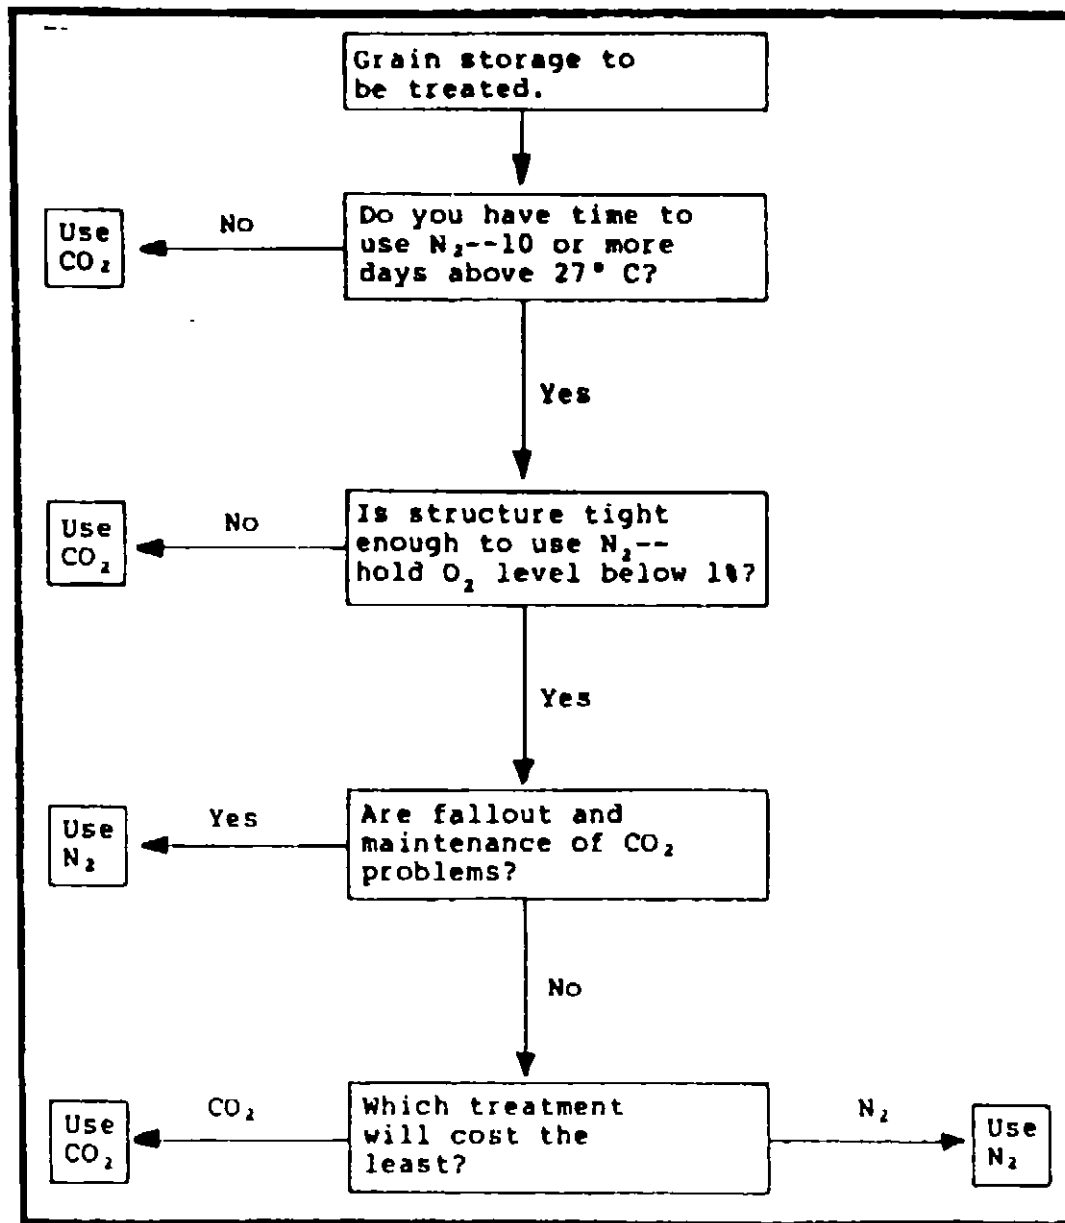 Grain storage to
be treated.
Use
CO₂
No
Do you have time to
use N₂--10 or more
days above 27° C?
Yes
Use
CO₂
No
Is structure tight
enough to use N₂--
hold O₂ level below 1%?
Yes
Use
N₂
Yes
Are fallout and
maintenance of CO₂
problems?
No
Use
CO₂
CO₂
Which treatment
will cost the
least?
N₂
Use
N₂